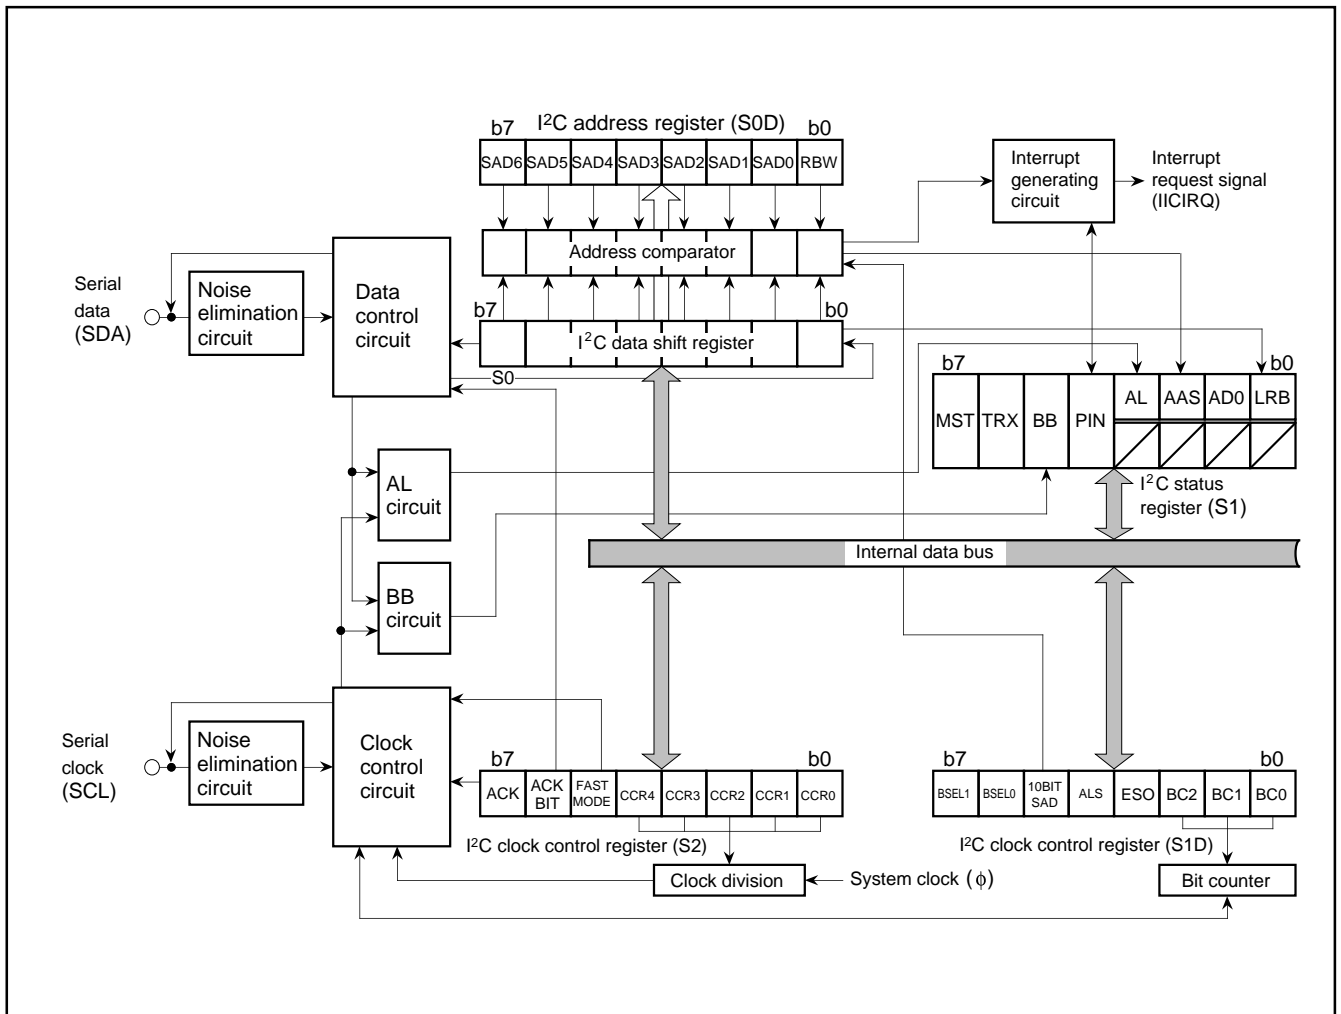 b7 I²C address register (S0D) b0
SAD6 SAD5 SAD4 SAD3 SAD2 SAD1 SAD0 RBW
Interrupt
generating
circuit
Interrupt
request signal
(IICIRQ)
Address comparator
Serial
data
(SDA)
Noise
elimination
circuit
Data
control
circuit
b7 b0
I²C data shift register
S0
b7 b0
MST TRX BB PIN AL AAS AD0 LRB
I²C status
register (S1)
AL
circuit
Internal data bus
BB
circuit
Serial
clock
(SCL)
Noise
elimination
circuit
Clock
control
circuit
b7 b0
ACK ACK BIT FAST MODE CCR4 CCR3 CCR2 CCR1 CCR0
I²C clock control register (S2)
Clock division
System clock (ϕ)
b7 b0
BSEL1 BSEL0 10BIT SAD ALS ESO BC2 BC1 BC0
I²C clock control register (S1D)
Bit counter